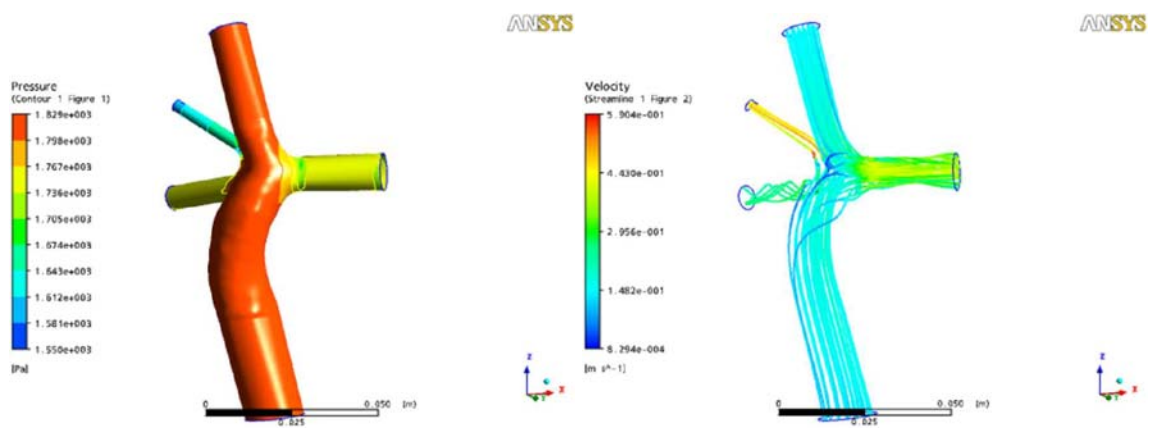 ANSYS
Pressure
(Contour 1 Figure 1)
1.829e+003
1.798e+003
1.767e+003
1.736e+003
1.705e+003
1.674e+003
1.643e+003
1.612e+003
1.581e+003
1.550e+003
[Pa]
0 0.050 (m)
0.025
Z
X
Y
ANSYS
Velocity
(Streamline 1 Figure 2)
5.904e-001
4.430e-001
2.956e-001
1.482e-001
8.294e-004
[m s^-1]
0 0.050 (m)
0.025
Z
X
Y